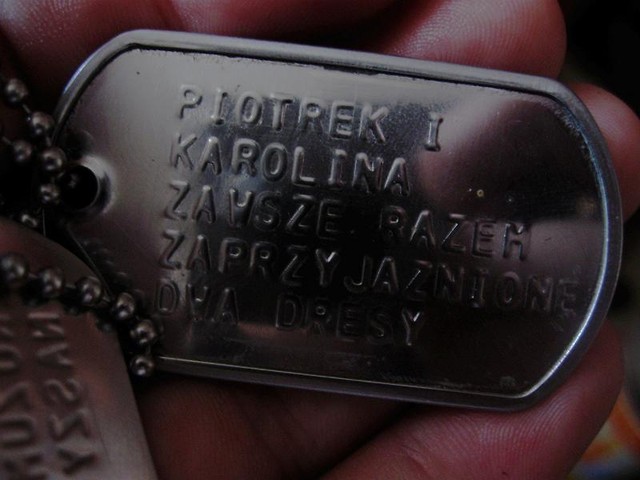 PIOTREK I
KAROLINA
ZAWSZE RAZEM
ZAPRZYJAZNIONE
DWA DRESY